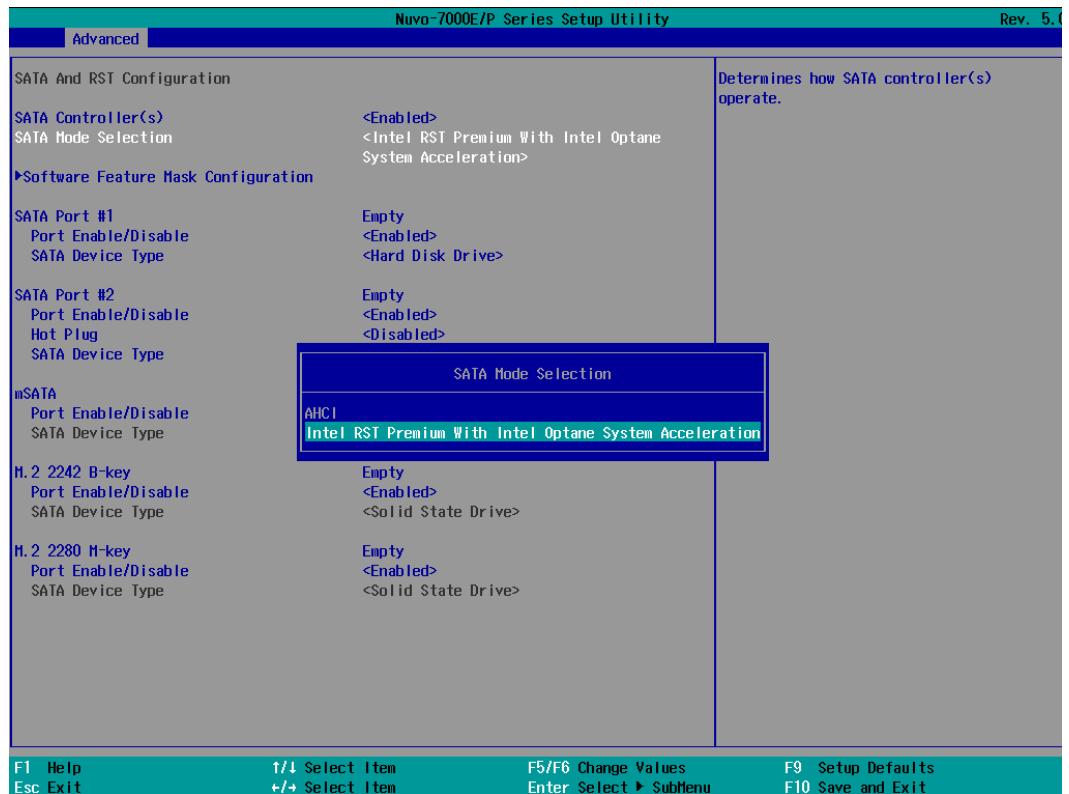 Nuvo-7000E/P Series Setup Utility Rev. 5.
Advanced
SATA And RST Configuration
Determines how SATA controller(s)
operate.
SATA Controller(s) <Enabled>
SATA Mode Selection <Intel RST Premium With Intel Optane
System Acceleration>
▶Software Feature Mask Configuration
SATA Port #1 Empty
Port Enable/Disable <Enabled>
SATA Device Type <Hard Disk Drive>
SATA Port #2 Empty
Port Enable/Disable <Enabled>
Hot Plug <Disabled>
SATA Device Type
SATA Mode Selection
AHCI
Intel RST Premium With Intel Optane System Acceleration
mSATA
Port Enable/Disable
SATA Device Type
M.2 2242 B-key Empty
Port Enable/Disable <Enabled>
SATA Device Type <Solid State Drive>
M.2 2280 M-key Empty
Port Enable/Disable <Enabled>
SATA Device Type <Solid State Drive>
F1 Help ↑/↓ Select Item F5/F6 Change Values F9 Setup Defaults
Esc Exit ←/→ Select Item Enter Select ▶ SubMenu F10 Save and Exit